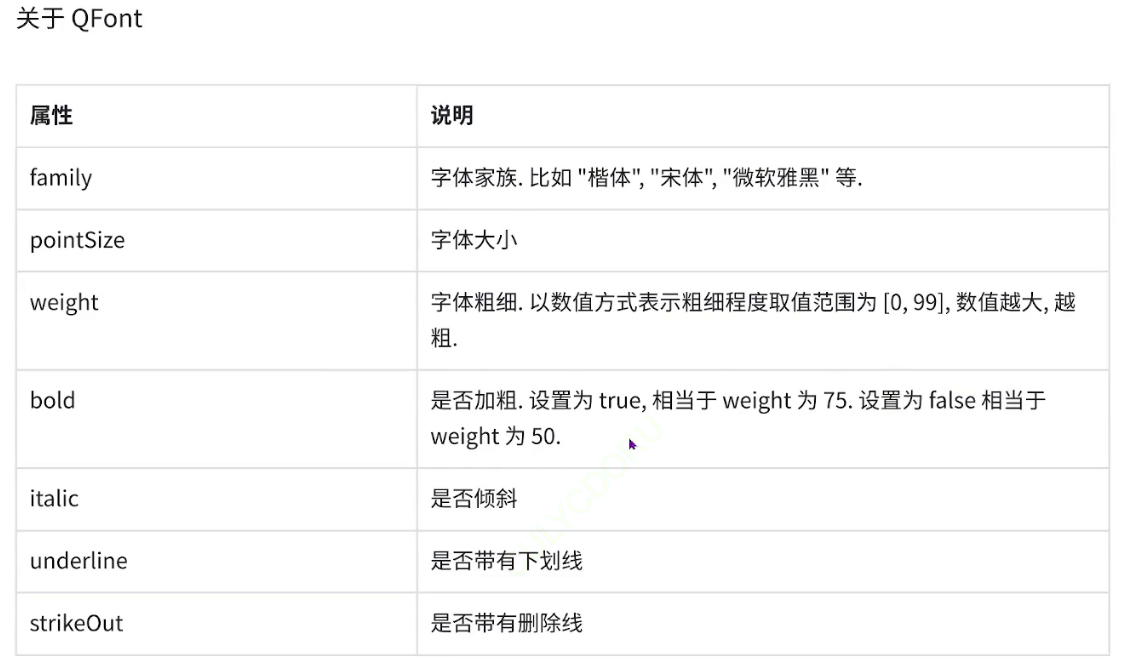 关于 QFont
属性
说明
family
字体家族. 比如 "楷体", "宋体", "微软雅黑" 等.
pointSize
字体大小
weight
字体粗细. 以数值方式表示粗细程度取值范围为 [0, 99], 数值越大, 越
粗.
bold
是否加粗. 设置为 true, 相当于 weight 为 75. 设置为 false 相当于
weight 为 50.
italic
是否倾斜
underline
是否带有下划线
strikeOut
是否带有删除线